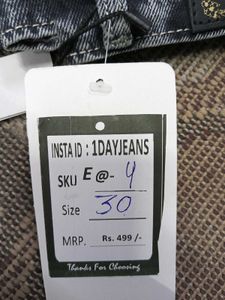 INSTA ID : 1DAYJEANS
SKU E @- 4
Size 30
MRP. Rs. 499 /-
Thanks For Choosing